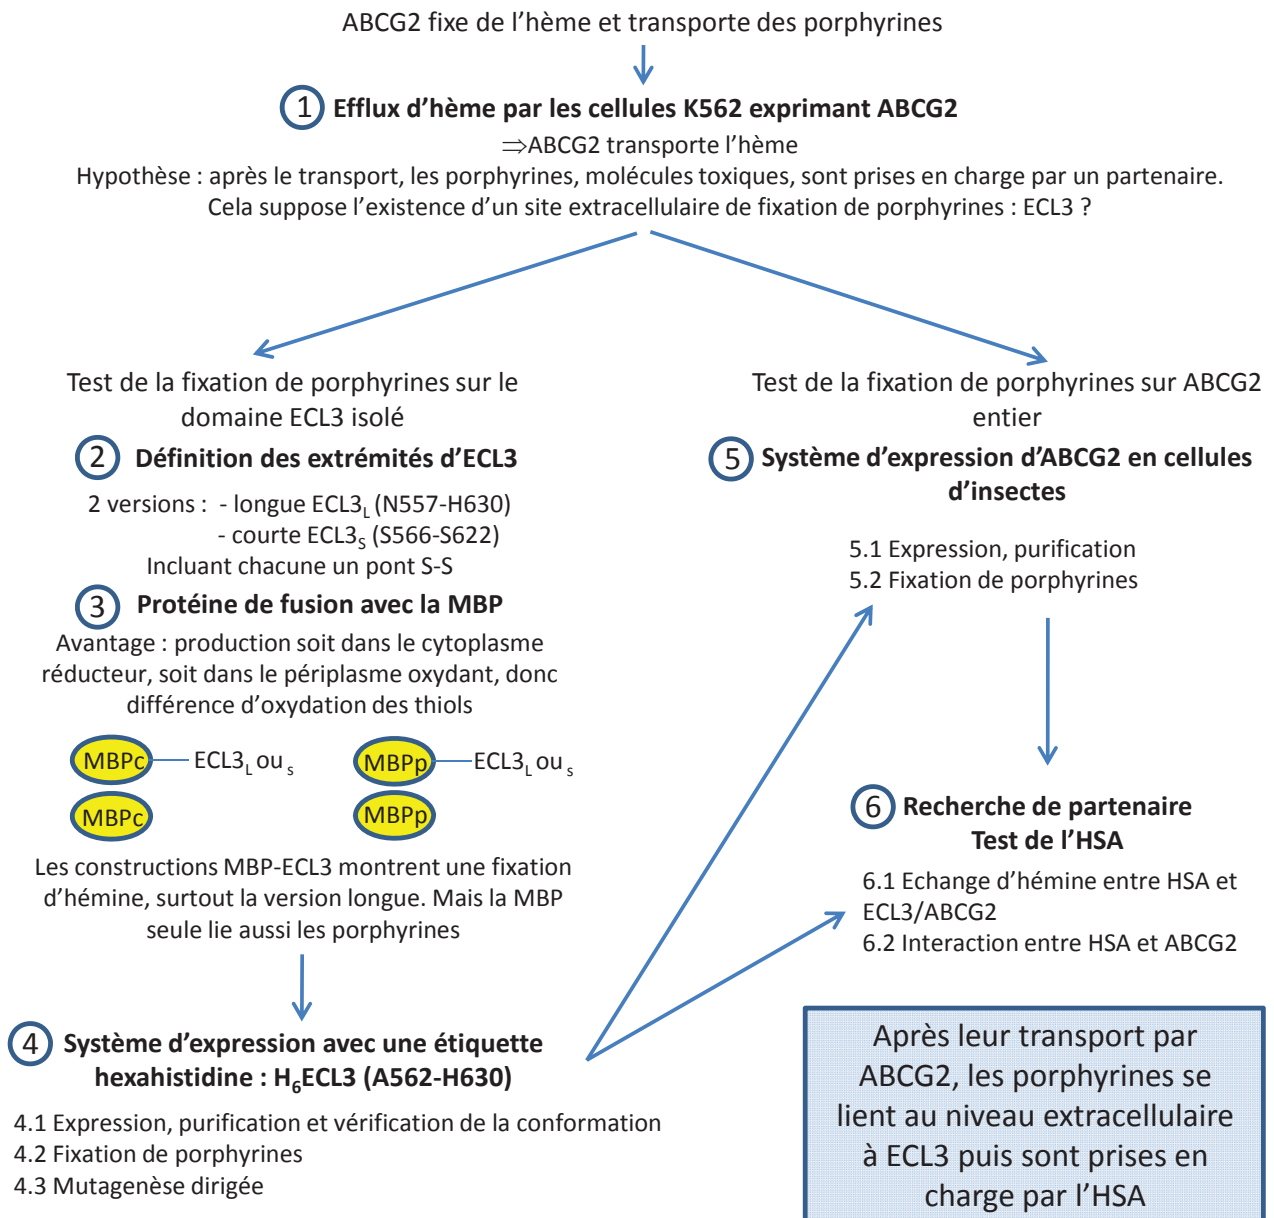 ABCG2 fixe de l'hème et transporte des porphyrines
1 Efflux d'hème par les cellules K562 exprimant ABCG2
⇒ABCG2 transporte l'hème
Hypothèse : après le transport, les porphyrines, molécules toxiques, sont prises en charge par un partenaire.
Cela suppose l'existence d'un site extracellulaire de fixation de porphyrines : ECL3 ?
Test de la fixation de porphyrines sur le
domaine ECL3 isolé
2 Définition des extrémités d'ECL3
2 versions : - longue ECL3L (N557-H630)
- courte ECL3S (S566-S622)
Incluant chacune un pont S-S
3 Protéine de fusion avec la MBP
Avantage : production soit dans le cytoplasme
réducteur, soit dans le périplasme oxydant, donc
différence d'oxydation des thiols
MBPc ECL3L ou s
MBPp ECL3L ou s
MBPc
MBPp
Les constructions MBP-ECL3 montrent une fixation
d'hémine, surtout la version longue. Mais la MBP
seule lie aussi les porphyrines
4 Système d'expression avec une étiquette
hexahistidine : H6ECL3 (A562-H630)
4.1 Expression, purification et vérification de la conformation
4.2 Fixation de porphyrines
4.3 Mutagenèse dirigée
Test de la fixation de porphyrines sur ABCG2
entier
5 Système d'expression d'ABCG2 en cellules
d'insectes
5.1 Expression, purification
5.2 Fixation de porphyrines
6 Recherche de partenaire
Test de l'HSA
6.1 Echange d'hémine entre HSA et
ECL3/ABCG2
6.2 Interaction entre HSA et ABCG2
Après leur transport par
ABCG2, les porphyrines se
lient au niveau extracellulaire
à ECL3 puis sont prises en
charge par l'HSA